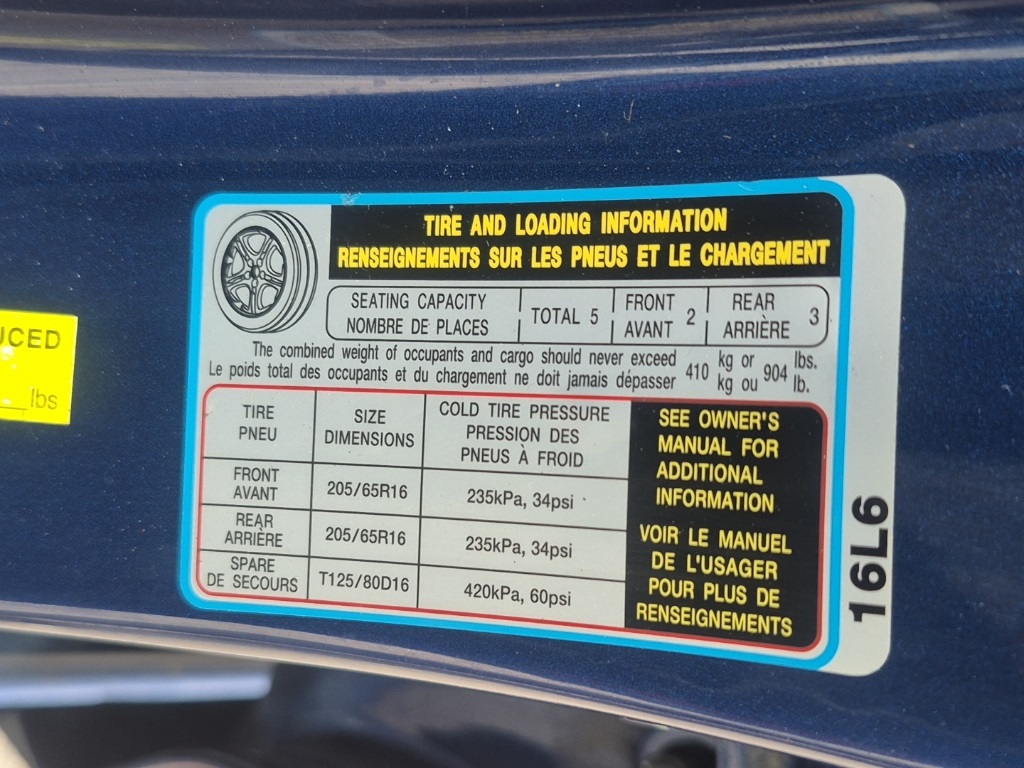 TIRE AND LOADING INFORMATION
RENSEIGNEMENTS SUR LES PNEUS ET LE CHARGEMENT
SEATING CAPACITY
NOMBRE DE PLACES
TOTAL 5
FRONT
AVANT
2
REAR
ARRIÈRE
3
The combined weight of occupants and cargo should never exceed
Le poids total des occupants et du chargement ne doit jamais dépasser
410
kg or
kg ou
904
lbs.
lb.
TIRE
PNEU
SIZE
DIMENSIONS
COLD TIRE PRESSURE
PRESSION DES
PNEUS À FROID
FRONT
AVANT
205/65R16
235kPa, 34psi
REAR
ARRIÈRE
205/65R16
235kPa, 34psi
SPARE
DE SECOURS
T125/80D16
420kPa, 60psi
SEE OWNER'S
MANUAL FOR
ADDITIONAL
INFORMATION
VOIR LE MANUEL
DE L'USAGER
POUR PLUS DE
RENSEIGNEMENTS
16L6
UCED
lbs